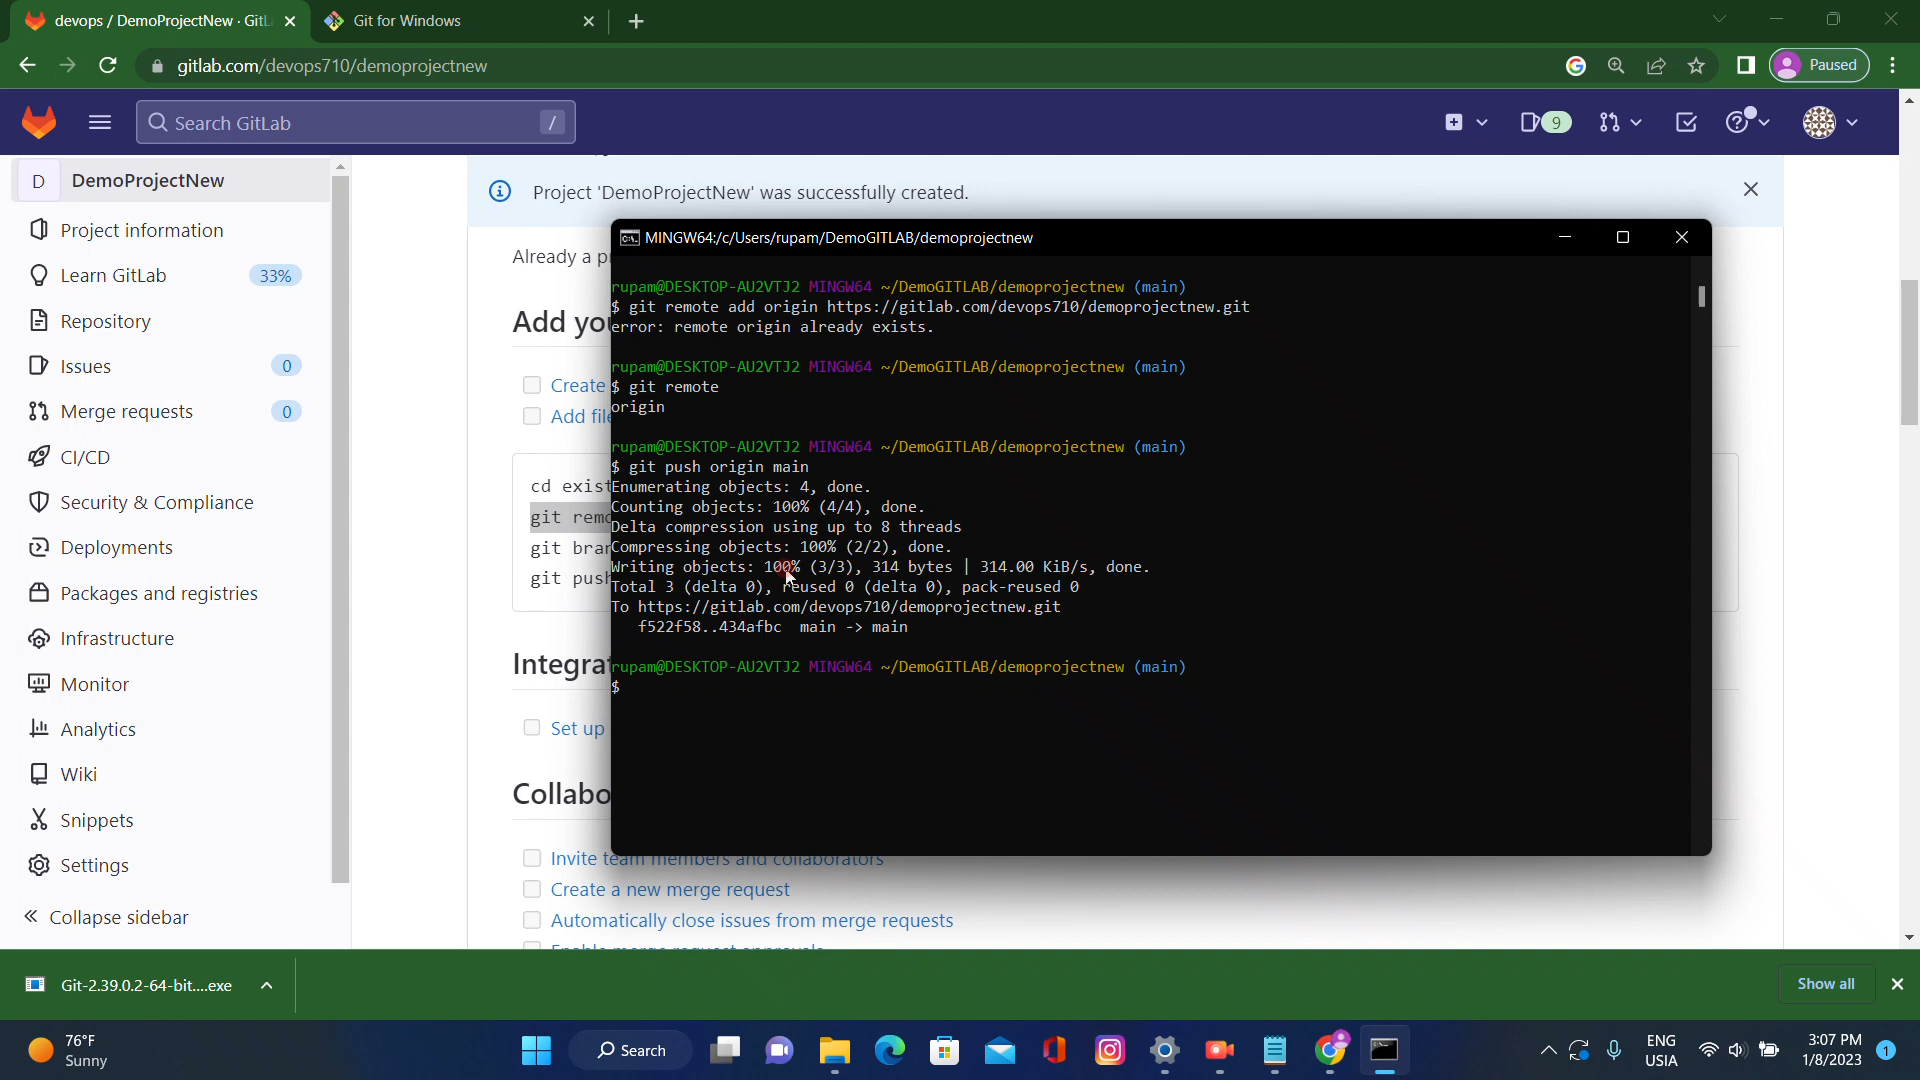 devops / DemoProjectNew · GitL
Git for Windows
gitlab.com/devops710/demoprojectnew
Paused
Search GitLab
/
9
D
DemoProjectNew
Project information
Learn GitLab
33%
Repository
Issues
0
Merge requests
0
CI/CD
Security & Compliance
Deployments
Packages and registries
Infrastructure
Monitor
Analytics
Wiki
Snippets
Settings
Collapse sidebar
Project 'DemoProjectNew' was successfully created.
Already a p
Add you
Create
Add file
cd exist
git remo
git bran
git push
Integra
Set up
Collabo
Invite team members and collaborators
Create a new merge request
Automatically close issues from merge requests
Enable merge request approvals
MINGW64:/c/Users/rupam/DemoGITLAB/demoprojectnew
rupam@DESKTOP-AU2VTJ2 MINGW64 ~/DemoGITLAB/demoprojectnew (main)
$ git remote add origin https://gitlab.com/devops710/demoprojectnew.git
error: remote origin already exists.
rupam@DESKTOP-AU2VTJ2 MINGW64 ~/DemoGITLAB/demoprojectnew (main)
$ git remote
origin
rupam@DESKTOP-AU2VTJ2 MINGW64 ~/DemoGITLAB/demoprojectnew (main)
$ git push origin main
Enumerating objects: 4, done.
Counting objects: 100% (4/4), done.
Delta compression using up to 8 threads
Compressing objects: 100% (2/2), done.
Writing objects: 100% (3/3), 314 bytes | 314.00 KiB/s, done.
Total 3 (delta 0), reused 0 (delta 0), pack-reused 0
To https://gitlab.com/devops710/demoprojectnew.git
f522f58..434afbc main -> main
rupam@DESKTOP-AU2VTJ2 MINGW64 ~/DemoGITLAB/demoprojectnew (main)
$
Git-2.39.0.2-64-bit....exe
Show all
76°F
Sunny
Search
ENG
USIA
3:07 PM
1/8/2023
1